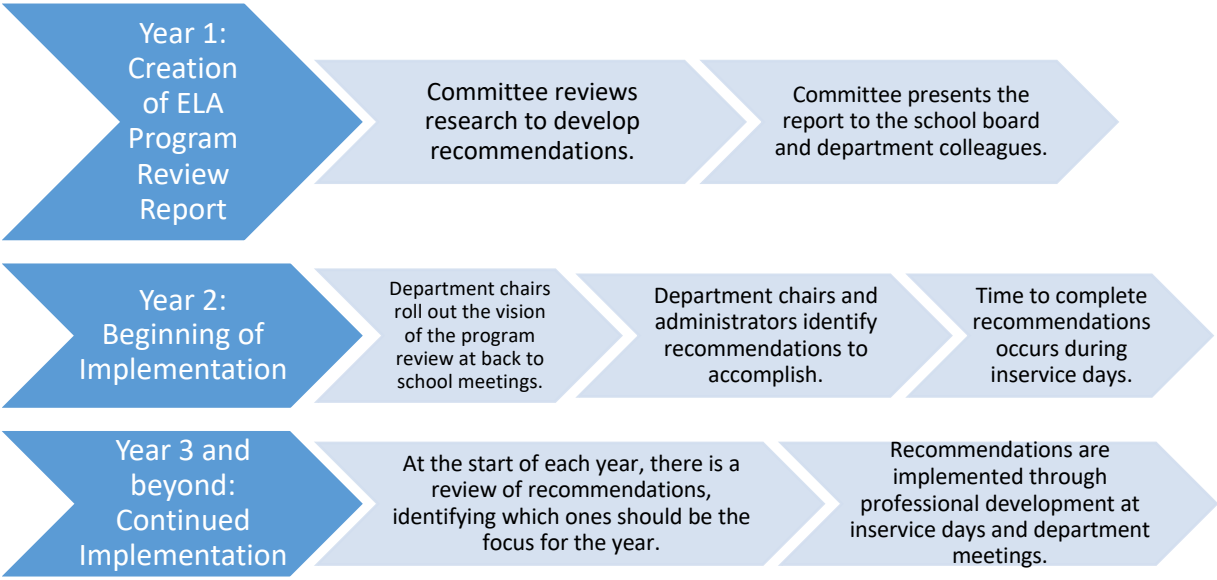 Year 1:
Creation
of ELA
Program
Review
Report
Committee reviews
research to develop
recommendations.
Committee presents the
report to the school board
and department colleagues.
Year 2:
Beginning of
Implementation
Department chairs
roll out the vision
of the program
review at back to
school meetings.
Department chairs and
administrators identify
recommendations to
accomplish.
Time to complete
recommendations
occurs during
inservice days.
Year 3 and
beyond:
Continued
Implementation
At the start of each year, there is a
review of recommendations,
identifying which ones should be the
focus for the year.
Recommendations are
implemented through
professional development at
inservice days and department
meetings.